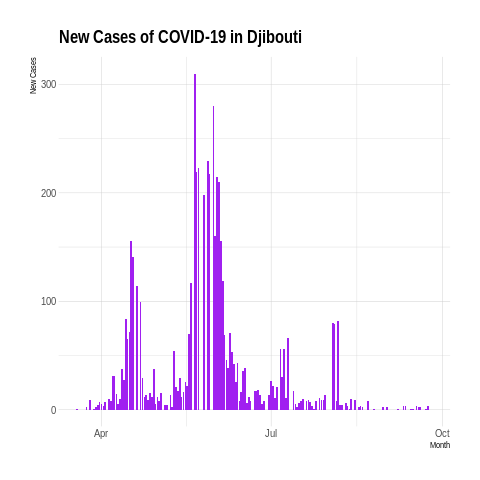 New Cases of COVID-19 in Djibouti
New Cases
300
200
100
0
Apr
Jul
Oct
Month